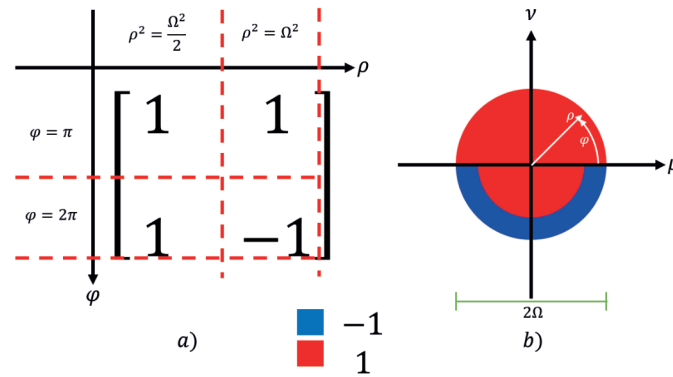 ρ² = Ω²/2
ρ² = Ω²
ρ
φ = π
1 1
φ = 2π
1 −1
φ
a)
ν
ρ
φ
μ
2Ω
b)
−1
1